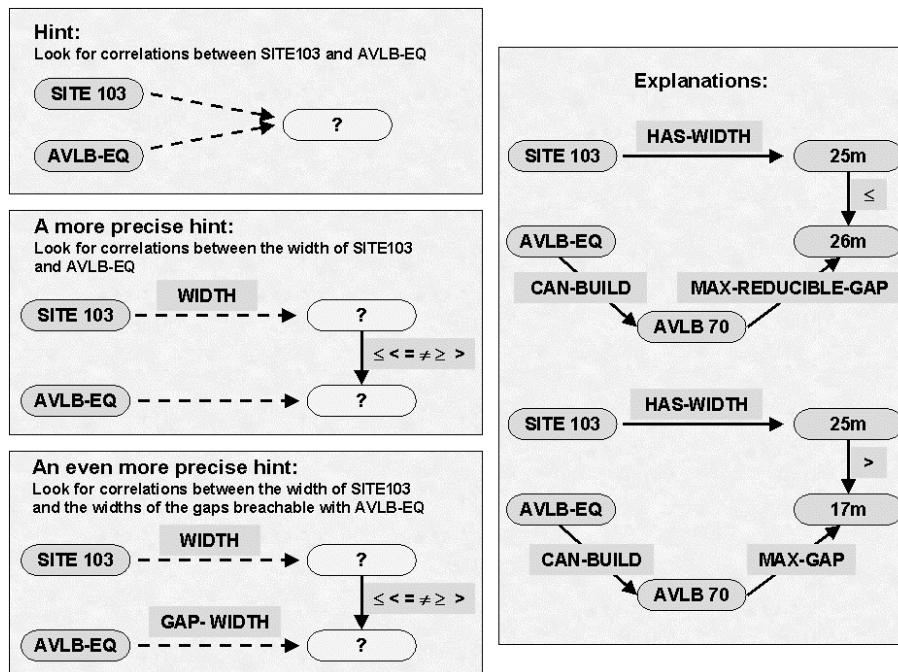 Hint:
Look for correlations between SITE103 and AVLB-EQ
SITE 103
?
AVLB-EQ
A more precise hint:
Look for correlations between the width of SITE103
and AVLB-EQ
WIDTH
SITE 103
?
≤ < = ≠ ≥ >
AVLB-EQ
?
An even more precise hint:
Look for correlations between the width of SITE103
and the widths of the gaps breachable with AVLB-EQ
WIDTH
SITE 103
?
≤ < = ≠ ≥ >
GAP- WIDTH
AVLB-EQ
?
Explanations:
HAS-WIDTH
SITE 103
25m
≤
AVLB-EQ
26m
CAN-BUILD
MAX-REDUCIBLE-GAP
AVLB 70
HAS-WIDTH
SITE 103
25m
>
AVLB-EQ
17m
CAN-BUILD
MAX-GAP
AVLB 70